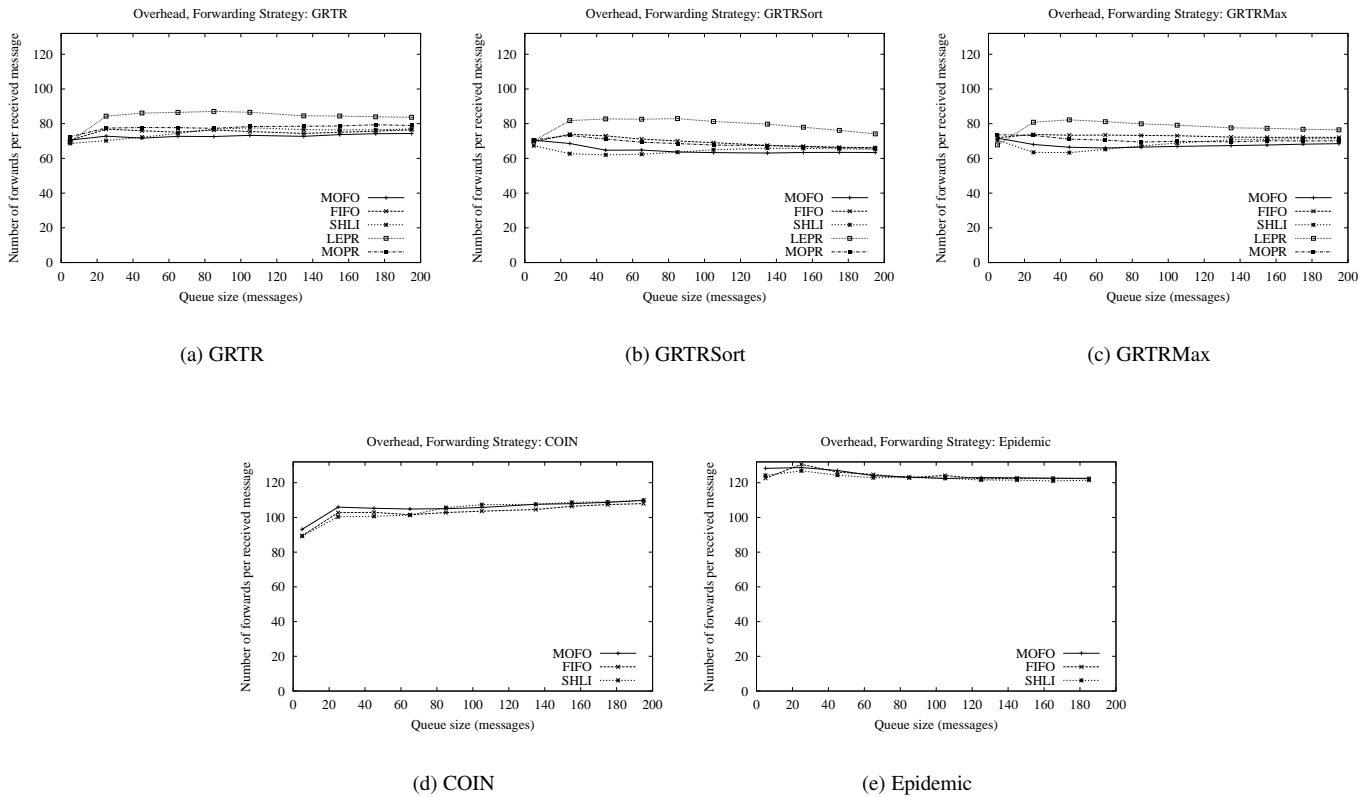 Overhead, Forwarding Strategy: GRTR
Number of forwards per received message
120
100
80
60
40
20
0
MOFO
FIFO
SHLI
LEPR
MOPR
0 20 40 60 80 100 120 140 160 180 200
Queue size (messages)
(a) GRTR
Overhead, Forwarding Strategy: GRTRSort
Number of forwards per received message
120
100
80
60
40
20
0
MOFO
FIFO
SHLI
LEPR
MOPR
0 20 40 60 80 100 120 140 160 180 200
Queue size (messages)
(b) GRTRSort
Overhead, Forwarding Strategy: GRTRMax
Number of forwards per received message
120
100
80
60
40
20
0
MOFO
FIFO
SHLI
LEPR
MOPR
0 20 40 60 80 100 120 140 160 180 200
Queue size (messages)
(c) GRTRMax
Overhead, Forwarding Strategy: COIN
Number of forwards per received message
120
100
80
60
40
20
0
MOFO
FIFO
SHLI
0 20 40 60 80 100 120 140 160 180 200
Queue size (messages)
(d) COIN
Overhead, Forwarding Strategy: Epidemic
Number of forwards per received message
120
100
80
60
40
20
0
MOFO
FIFO
SHLI
0 20 40 60 80 100 120 140 160 180 200
Queue size (messages)
(e) Epidemic